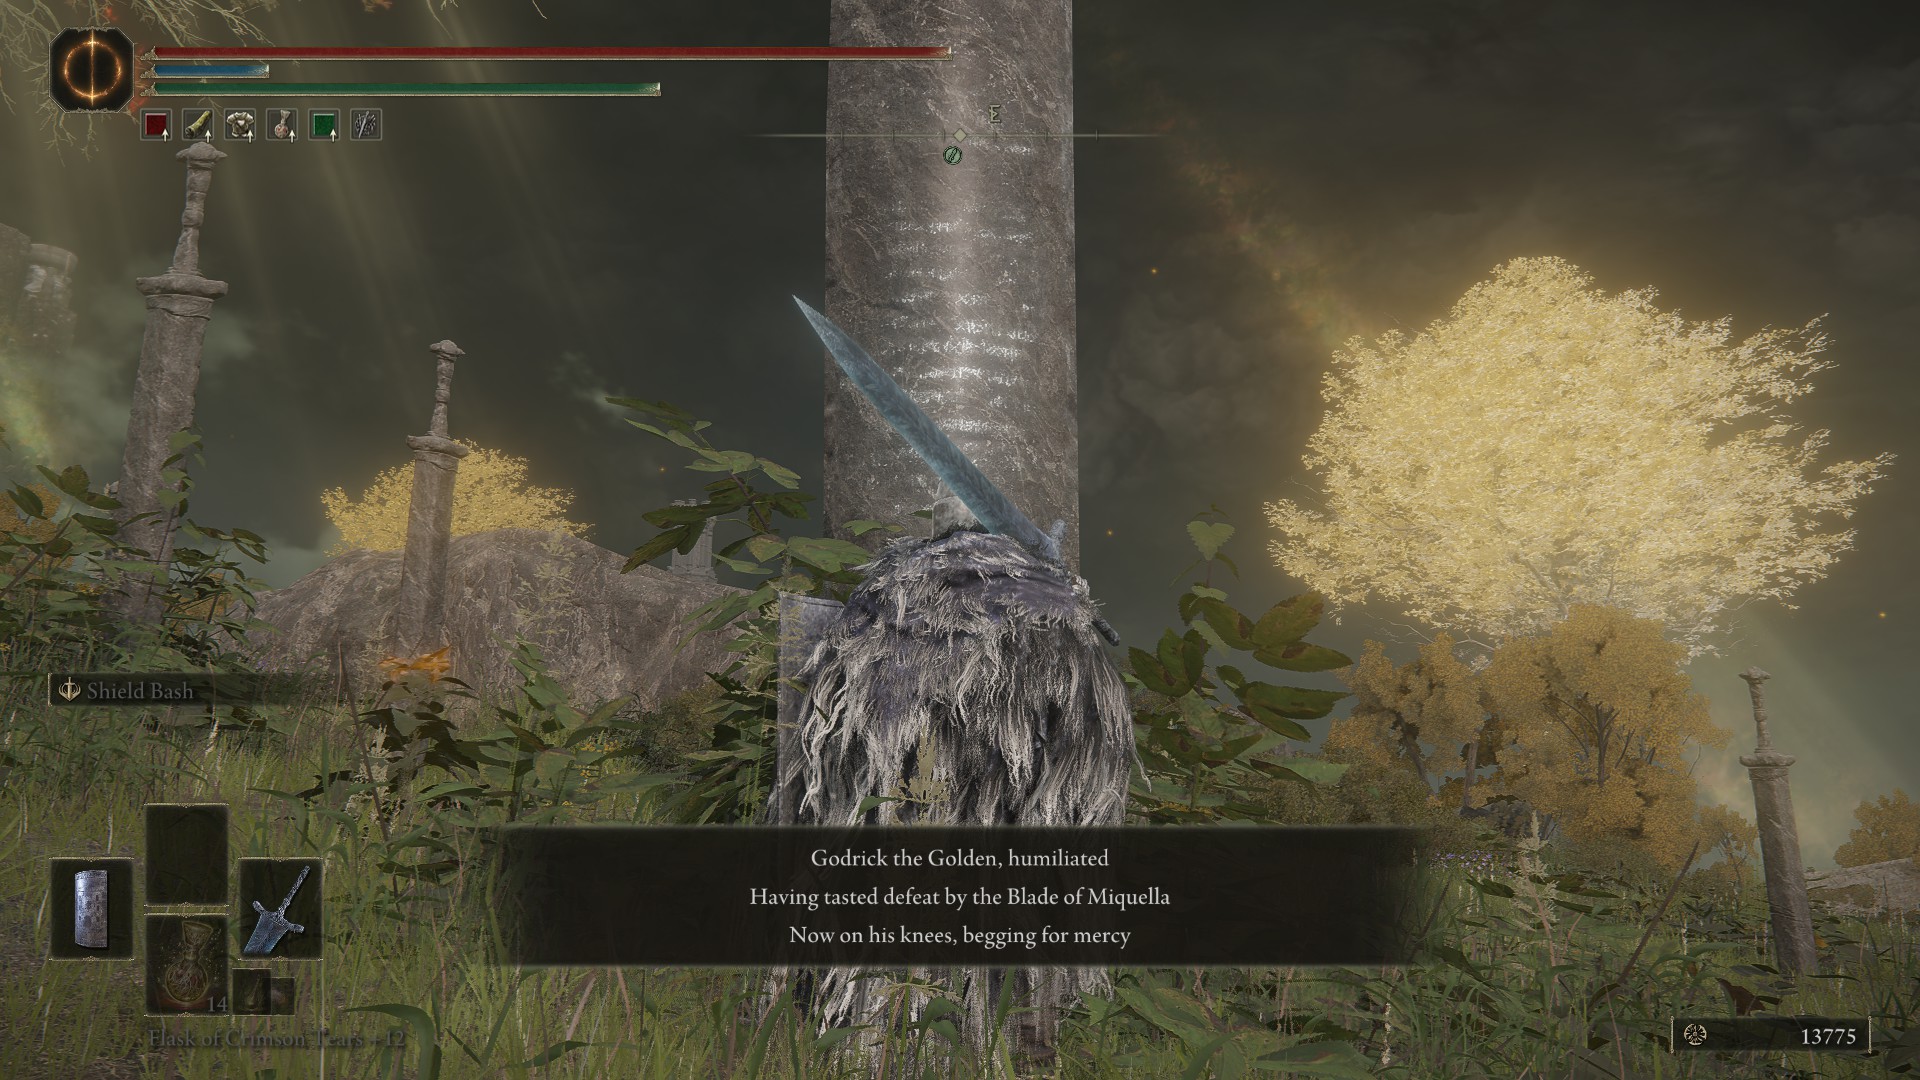 E
Shield Bash
Godrick the Golden, humiliated
Having tasted defeat by the Blade of Miquella
Now on his knees, begging for mercy
14
Flask of Crimson Tears +12
13775